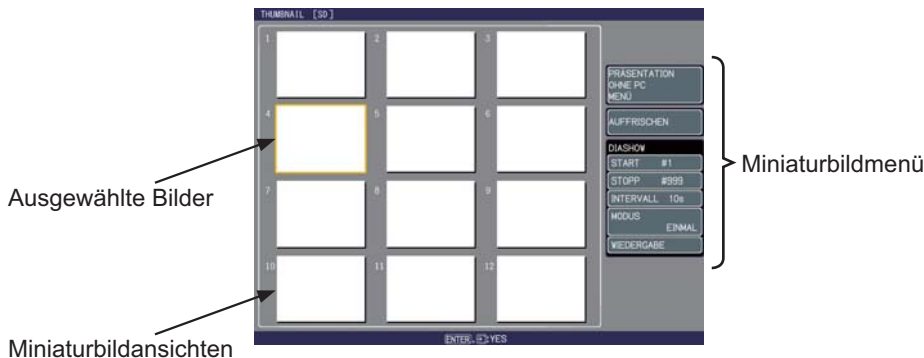 THUMBNAIL [SD]
1
2
3
4
5
6
7
8
9
10
11
12
PRÄSENTATION
OHNE PC
MENÜ
AUFFRISCHEN
DIASHOW
START #1
STOPP #999
INTERVALL 10s
MODUS
EINMAL
WIEDERGABE
ENTER, :YES
Ausgewählte Bilder
Miniaturbildansichten
Miniaturbildmenü